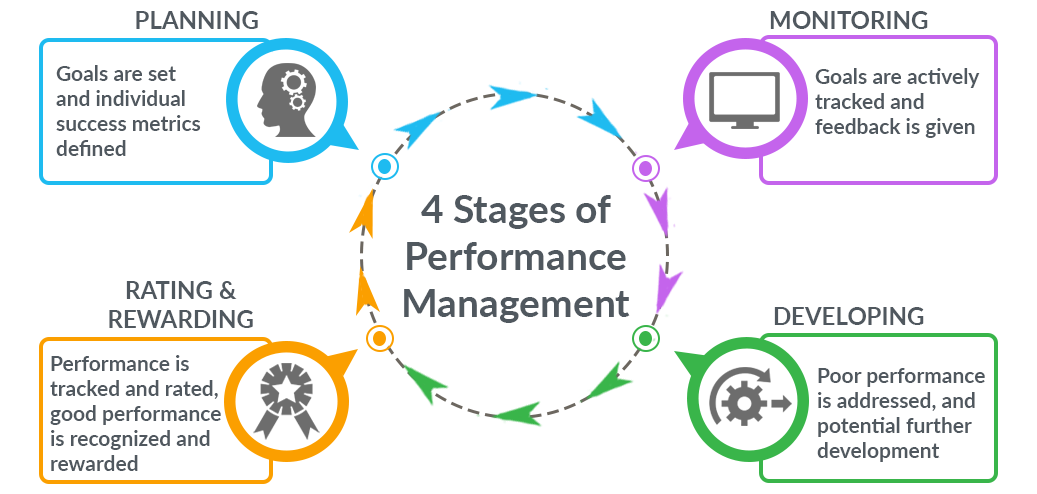 PLANNING
Goals are set
and individual
success metrics
defined
MONITORING
Goals are actively
tracked and
feedback is given
4 Stages of
Performance
Management
RATING &
REWARDING
Performance is
tracked and rated,
good performance
is recognized and
rewarded
DEVELOPING
Poor performance
is addressed, and
potential further
development